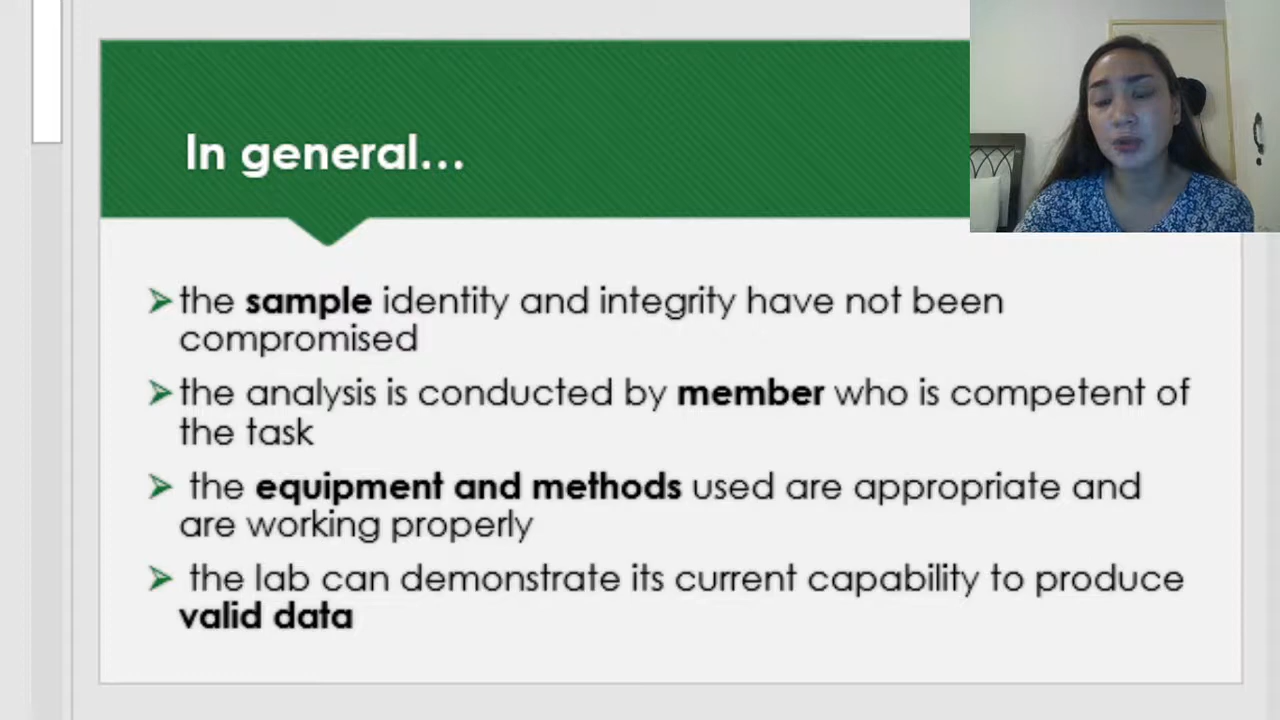 In general...
the sample identity and integrity have not been
compromised
the analysis is conducted by member who is competent of
the task
the equipment and methods used are appropriate and
are working properly
the lab can demonstrate its current capability to produce
valid data